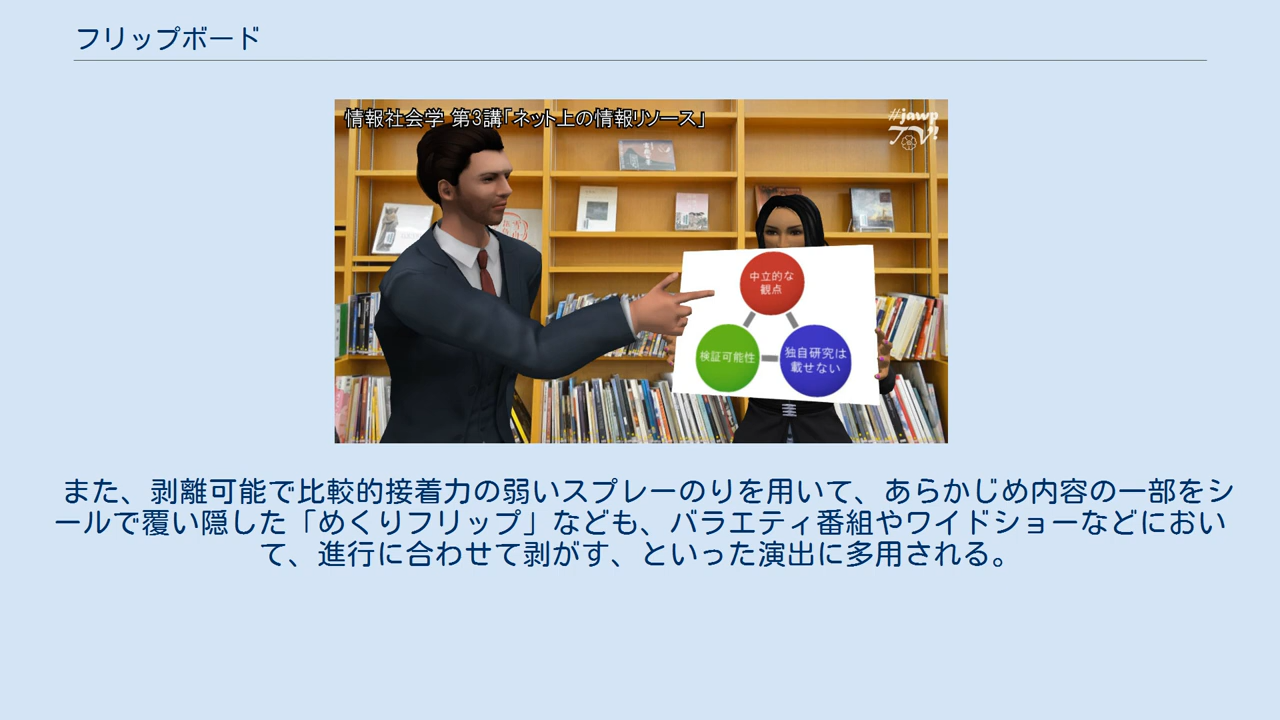 フリップボード
情報社会学 第3講「ネット上の情報リソース」
#jawp
TV!
中立的な
観点
検証可能性
独自研究は
載せない
また、剥離可能で比較的接着力の弱いスプレーのりを用いて、あらかじめ内容の一部をシ
ールで覆い隠した「めくりフリップ」なども、バラエティ番組やワイドショーなどにおい
て、進行に合わせて剥がす、といった演出に多用される。